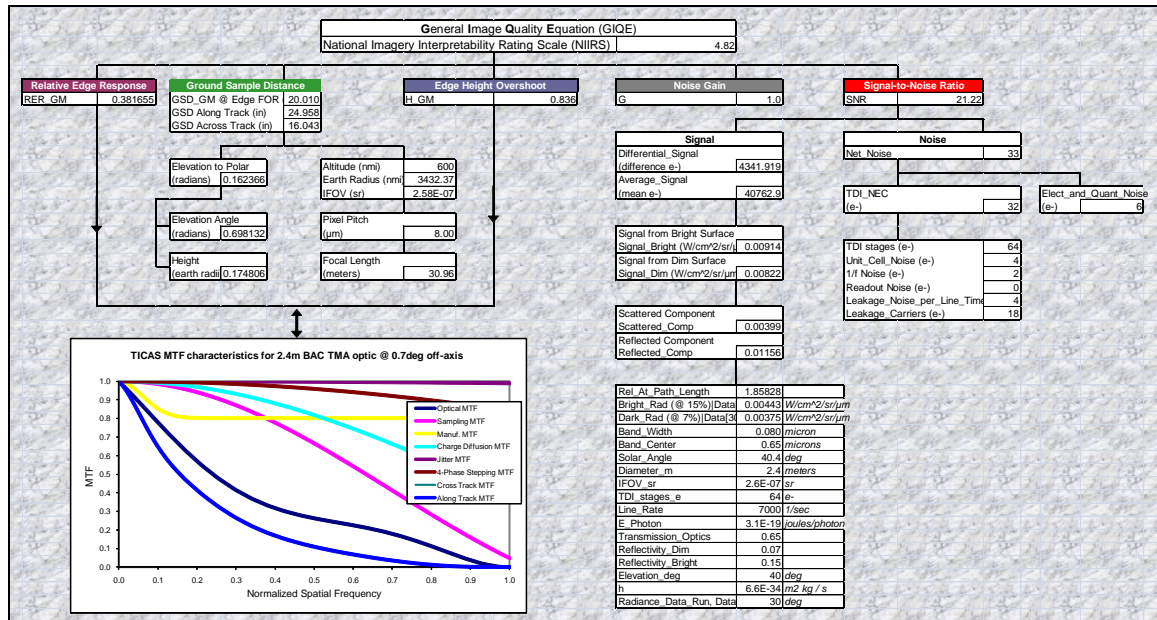 General Image Quality Equation (GIQE)
National Imagery Interpretability Rating Scale (NIIRS) 4.82
Relative Edge Response
RER_GM 0.381655
Ground Sample Distance
GSD_GM @ Edge FOR 20.010
GSD Along Track (in) 24.958
GSD Across Track (in) 16.043
Edge Height Overshoot
H_GM 0.836
Noise Gain
G 1.0
Signal-to-Noise Ratio
SNR 21.22
Elevation to Polar
(radians) 0.162366
Elevation Angle
(radians) 0.698132
Height
(earth radii 0.174806
Altitude (nmi) 600
Earth Radius (nmi 3432.37
IFOV (sr) 2.58E-07
Pixel Pitch
(µm) 8.00
Focal Length
(meters) 30.96
Signal
Differential_Signal
(difference e-) 4341.919
Average_Signal
(mean e-) 40762.9
Signal from Bright Surface
Signal_Bright (W/cm^2/sr/µ 0.00914
Signal from Dim Surface
Signal_Dim (W/cm^2/sr/µm 0.00822
Scattered Component
Scattered_Comp 0.00399
Reflected Component
Reflected_Comp 0.01156
Noise
Net_Noise 33
TDI_NEC
(e-) 32
Elect_and_Quant_Noise
(e-) 6
TDI stages (e-) 64
Unit_Cell_Noise (e-) 4
1/f Noise (e-) 2
Readout Noise (e-) 0
Leakage_Noise_per_Line_Time 4
Leakage_Carriers (e-) 18
Rel_At_Path_Length 1.85828
Bright_Rad (@ 15%)|Data 0.00443 W/cm^2/sr/µm
Dark_Rad (@ 7%)|Data[30 0.00375 W/cm^2/sr/µm
Band_Width 0.080 micron
Band_Center 0.65 microns
Solar_Angle 40.4 deg
Diameter_m 2.4 meters
IFOV_sr 2.6E-07 sr
TDI_stages_e 64 e-
Line_Rate 7000 1/sec
E_Photon 3.1E-19 joules/photon
Transmission_Optics 0.65
Reflectivity_Dim 0.07
Reflectivity_Bright 0.15
Elevation_deg 40 deg
h 6.6E-34 m2 kg / s
Radiance_Data_Run, Data 30 deg
TICAS MTF characteristics for 2.4m BAC TMA optic @ 0.7deg off-axis
MTF
1.0
0.9
0.8
0.7
0.6
0.5
0.4
0.3
0.2
0.1
0.0
Optical MTF
Sampling MTF
Manuf. MTF
Charge Diffusion MTF
Jitter MTF
4-Phase Stepping MTF
Cross Track MTF
Along Track MTF
0.0 0.1 0.2 0.3 0.4 0.5 0.6 0.7 0.8 0.9 1.0
Normalized Spatial Frequency